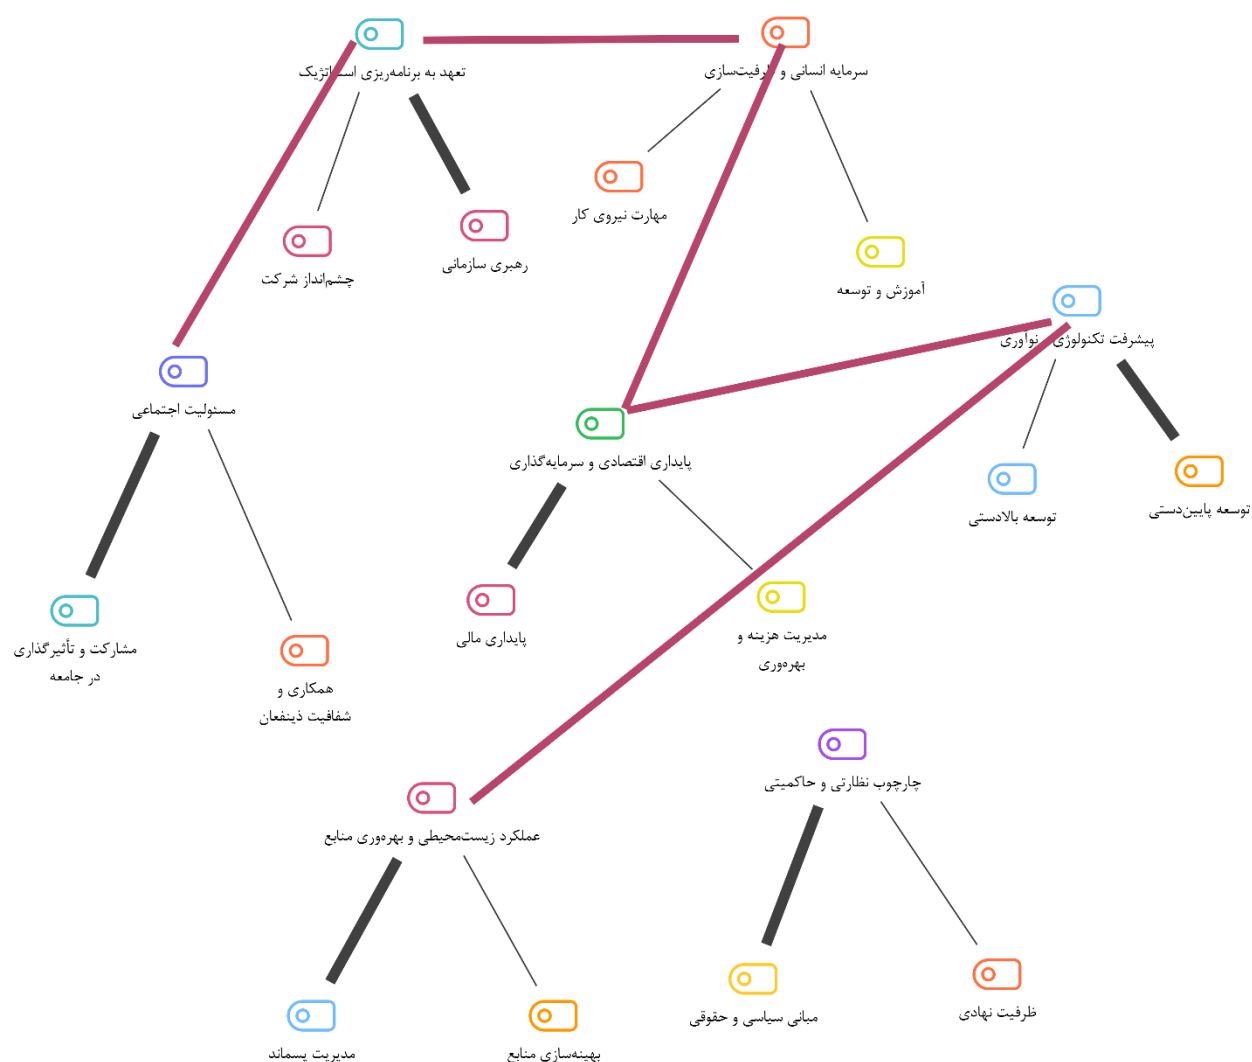 تعهد به برنامه‌ریزی استراتژیک
سرمایه انسانی و ظرفیت‌سازی
مهارت نیروی کار
رهبری سازمانی
چشم‌انداز شرکت
آموزش و توسعه
پیشرفت تکنولوژی و نوآوری
مسئولیت اجتماعی
پایداری اقتصادی و سرمایه‌گذاری
توسعه پایین‌دستی
توسعه بالادستی
مشارکت و تأثیرگذاری
در جامعه
پایداری مالی
مدیریت هزینه و
بهره‌وری
همکاری و
شفافیت ذینفعان
چارچوب نظارتی و حاکمیتی
عملکرد زیست‌محیطی و بهره‌وری منابع
ظرفیت نهادی
مبانی سیاسی و حقوقی
بهینه‌سازی منابع
مدیریت پسماند